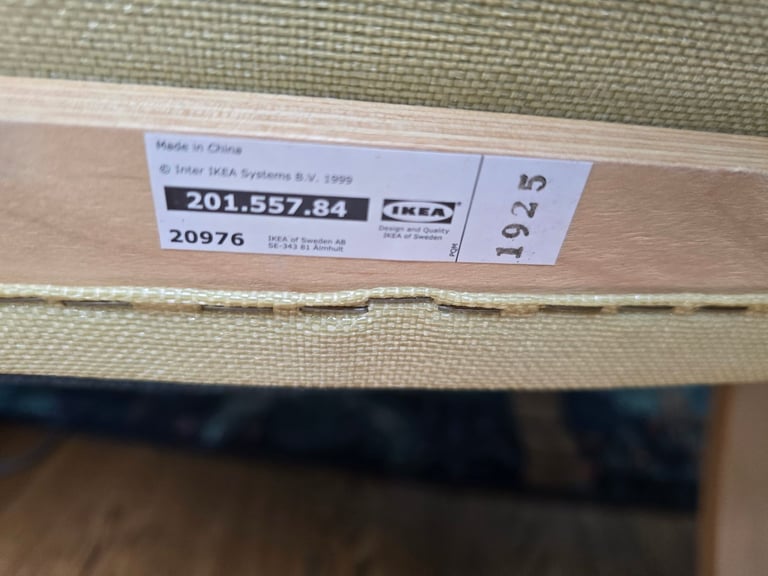 Made in China
© Inter IKEA Systems B.V. 1999
201.557.84
IKEA
Design and Quality
IKEA of Sweden
20976
IKEA of Sweden AB
SE-343 81 Älmhult
PQM
1925